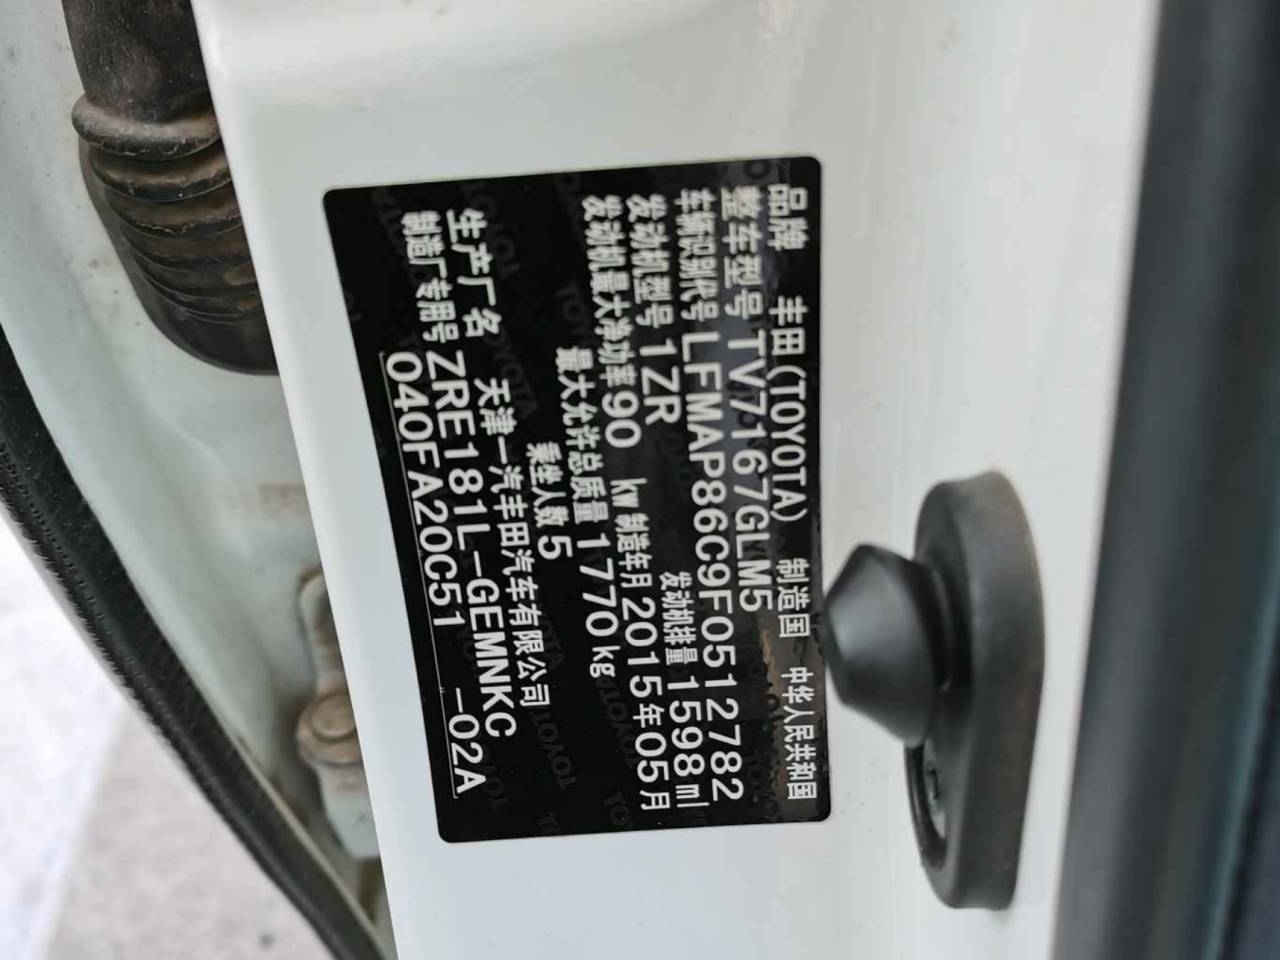 品牌 丰田(TOYOTA) 制造国 中华人民共和国
整车型号 TV7167GLM5
车辆识别代号 LFMAP86C9F0512782
发动机型号 1ZR 发动机排量 1598 ml
发动机最大净功率 90 kW 制造年月 2015年05月
最大允许总质量 1770kg
乘坐人数 5
生产厂名 天津一汽丰田汽车有限公司
制造厂专用号 ZRE181L-GEMNKC
040FA20C51 -02A